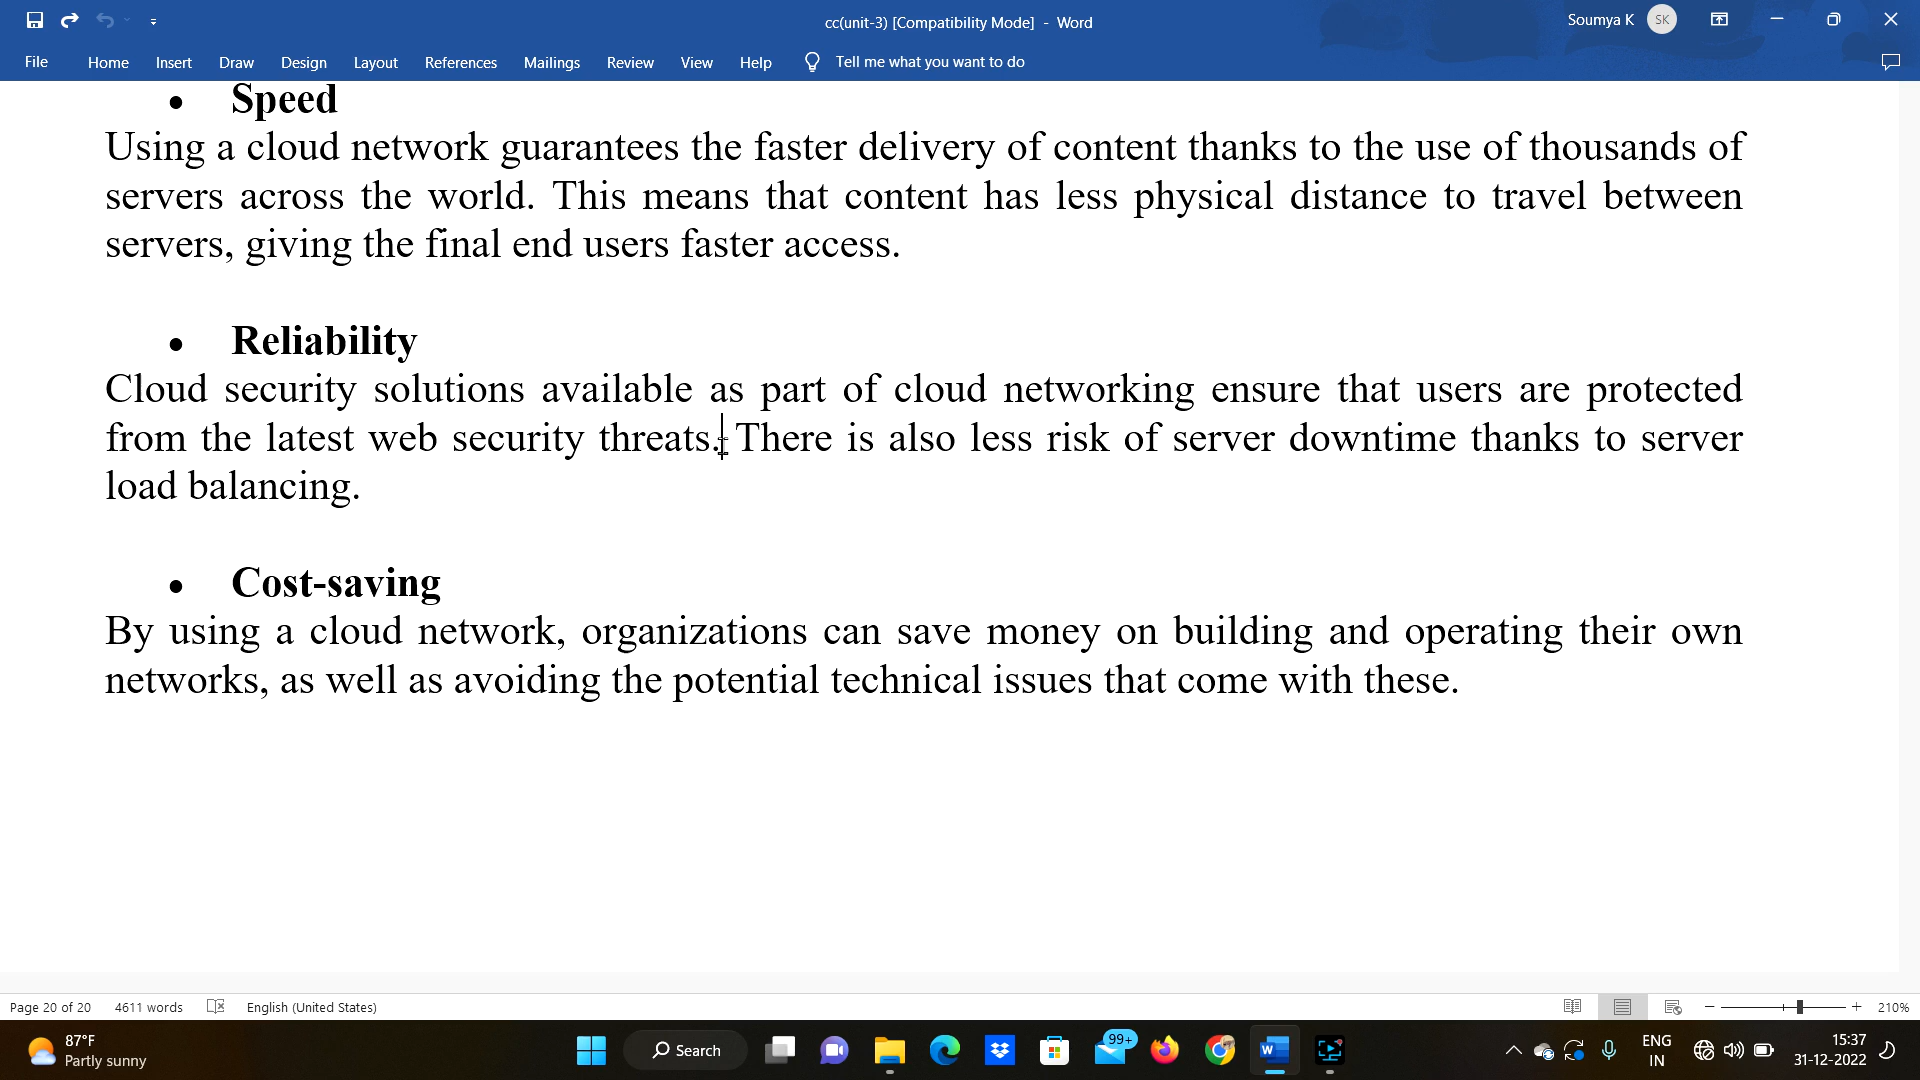 cc(unit-3) [Compatibility Mode] - Word
Soumya K
SK
File Home Insert Draw Design Layout References Mailings Review View Help Tell me what you want to do
• Speed
Using a cloud network guarantees the faster delivery of content thanks to the use of thousands of
servers across the world. This means that content has less physical distance to travel between
servers, giving the final end users faster access.
• Reliability
Cloud security solutions available as part of cloud networking ensure that users are protected
from the latest web security threats. There is also less risk of server downtime thanks to server
load balancing.
• Cost-saving
By using a cloud network, organizations can save money on building and operating their own
networks, as well as avoiding the potential technical issues that come with these.
Page 20 of 20 4611 words English (United States) 210%
87°F
Partly sunny
Search
99+
ENG
IN
15:37
31-12-2022